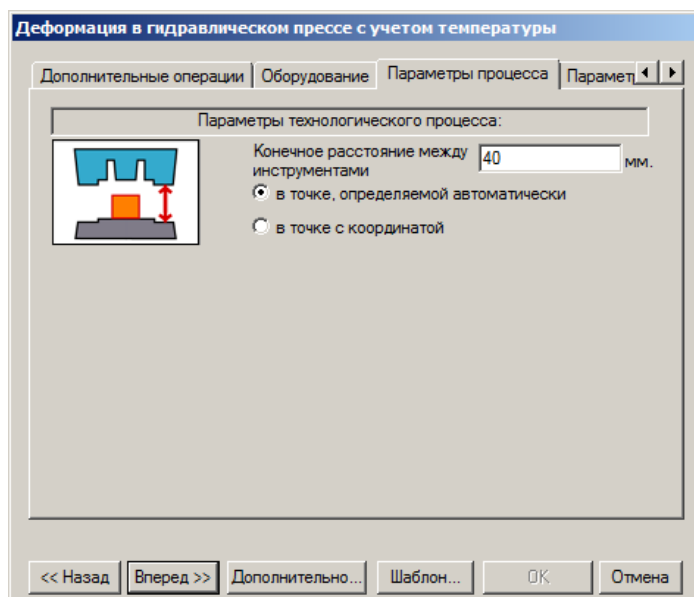 Деформация в гидравлическом прессе с учетом температуры
Дополнительные операции Оборудование Параметры процесса Парамет
Параметры технологического процесса:
Конечное расстояние между 40 мм.
инструментами
в точке, определяемой автоматически
в точке с координатой
<< Назад Вперед >> Дополнительно... Шаблон... OK Отмена